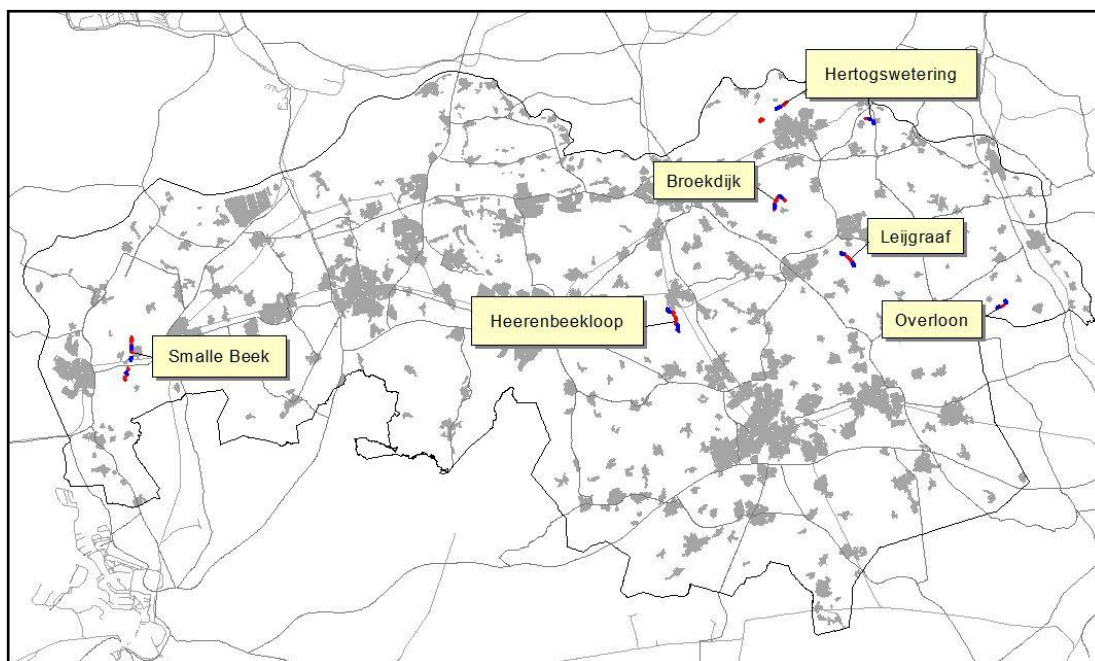 Hertogswetering
Broekdijk
Leijgraaf
Heerenbeekloop
Overloon
Smalle Beek